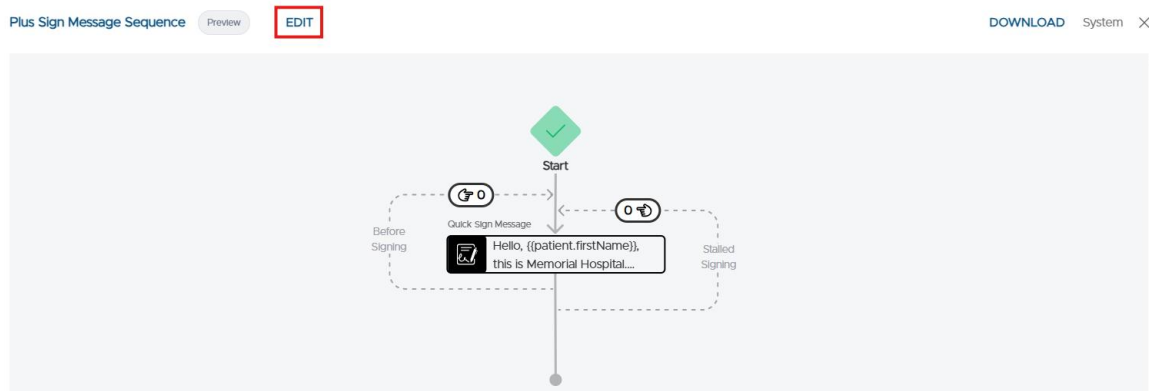 Plus Sign Message Sequence Preview EDIT DOWNLOAD System
Start
0
0
Before
Signing
Quick Sign Message
Hello, {{patient.firstName}},
this is Memorial Hospital....
Stalled
Signing